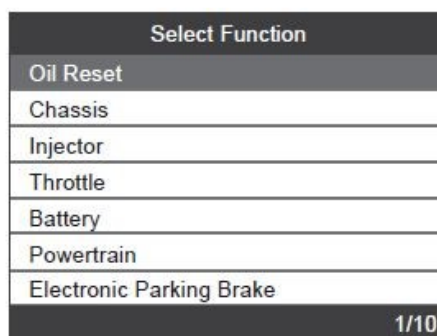 Select Function
Oil Reset
Chassis
Injector
Throttle
Battery
Powertrain
Electronic Parking Brake
1/10